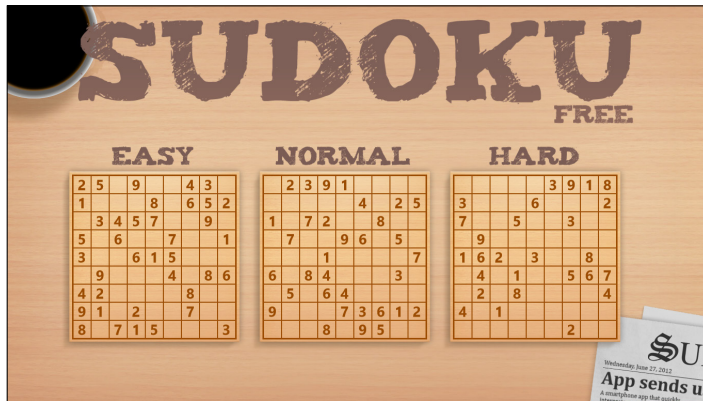 SUDOKU
FREE
EASY
2 5 9 4 3
1 8 6 5 2
3 4 5 7 9
5 6 7 1
3 6 1 5
9 4 8 6
4 2 8
9 1 2 7
8 7 1 5 3
NORMAL
2 3 9 1
4 2 5
1 7 2 8
7 9 6 5
1 7
6 8 4 3
5 6 4
9 7 3 6 1 2
8 9 5
HARD
3 9 1 8
3 6 2
7 5 3
9
1 6 2 3 8
4 1 5 6 7
2 8 4
4 1
2
SU
Wednesday, June 27, 2012
App sends u
A smartphone app that quickly